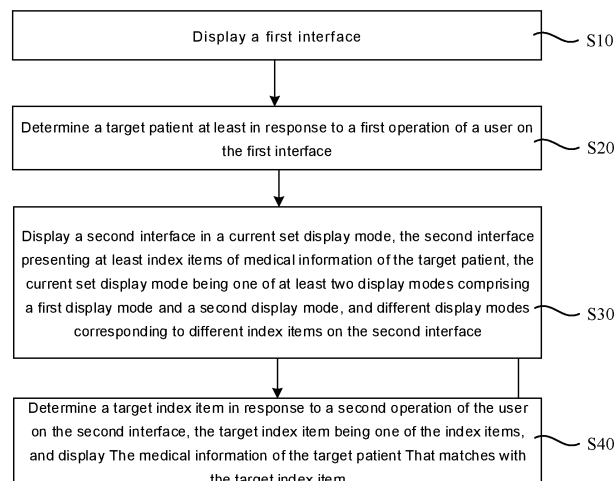 Display a first interface
S10
Determine a target patient at least in response to a first operation of a user on
the first interface
S20
Display a second interface in a current set display mode, the second interface
presenting at least index items of medical information of the target patient, the
current set display mode being one of at least two display modes comprising
a first display mode and a second display mode, and different display modes
corresponding to different index items on the second interface
S30
Determine a target index item in response to a second operation of the user
on the second interface, the target index item being one of the index items,
and display The medical information of the target patient That matches with
the target index item
S40